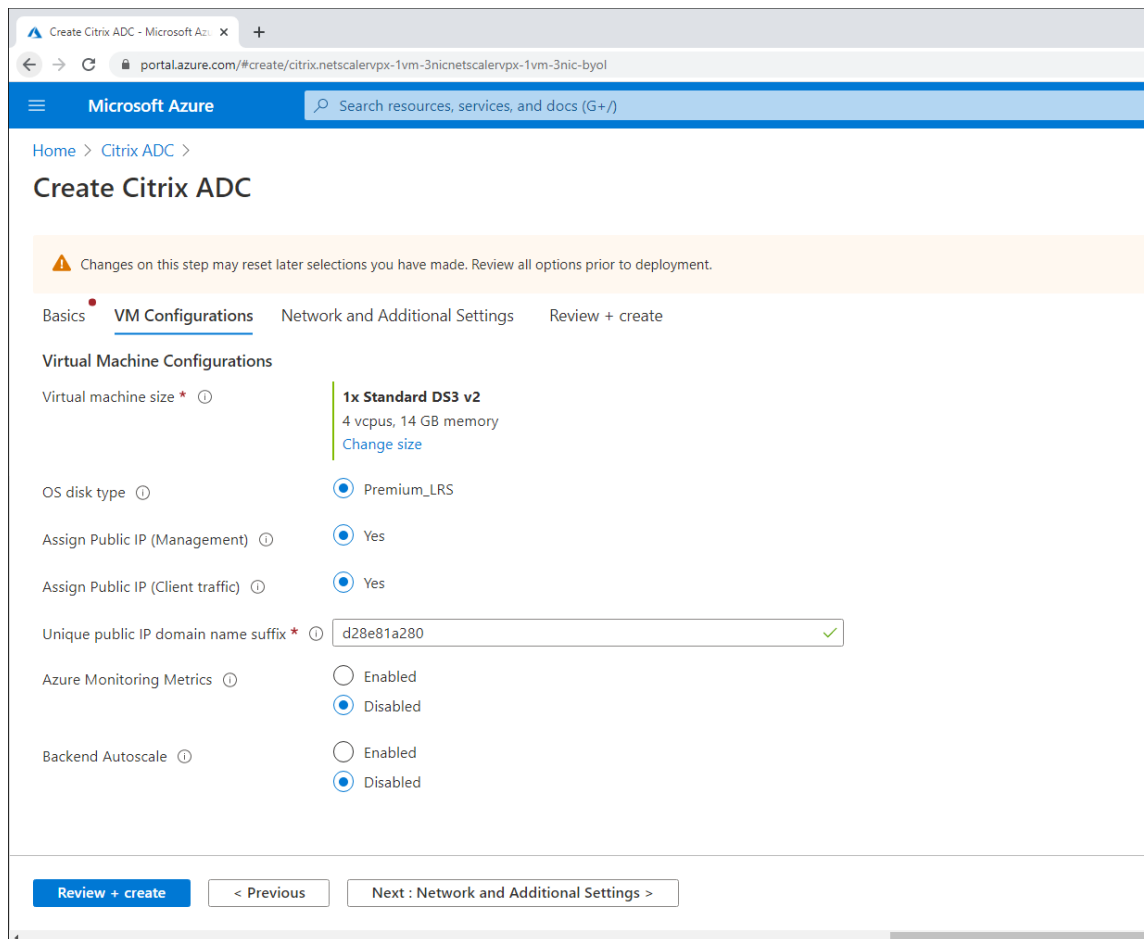 Create Citrix ADC - Microsoft Azu
portal.azure.com/#create/citrix.netscalervpx-1vm-3nicnetscalervpx-1vm-3nic-byol
Microsoft Azure
Search resources, services, and docs (G+/)
Home > Citrix ADC >
Create Citrix ADC
Changes on this step may reset later selections you have made. Review all options prior to deployment.
Basics VM Configurations Network and Additional Settings Review + create
Virtual Machine Configurations
Virtual machine size *
1x Standard DS3 v2
4 vcpus, 14 GB memory
Change size
OS disk type
Premium_LRS
Assign Public IP (Management)
Yes
Assign Public IP (Client traffic)
Yes
Unique public IP domain name suffix *
d28e81a280
Azure Monitoring Metrics
Enabled
Disabled
Backend Autoscale
Enabled
Disabled
Review + create < Previous Next : Network and Additional Settings >